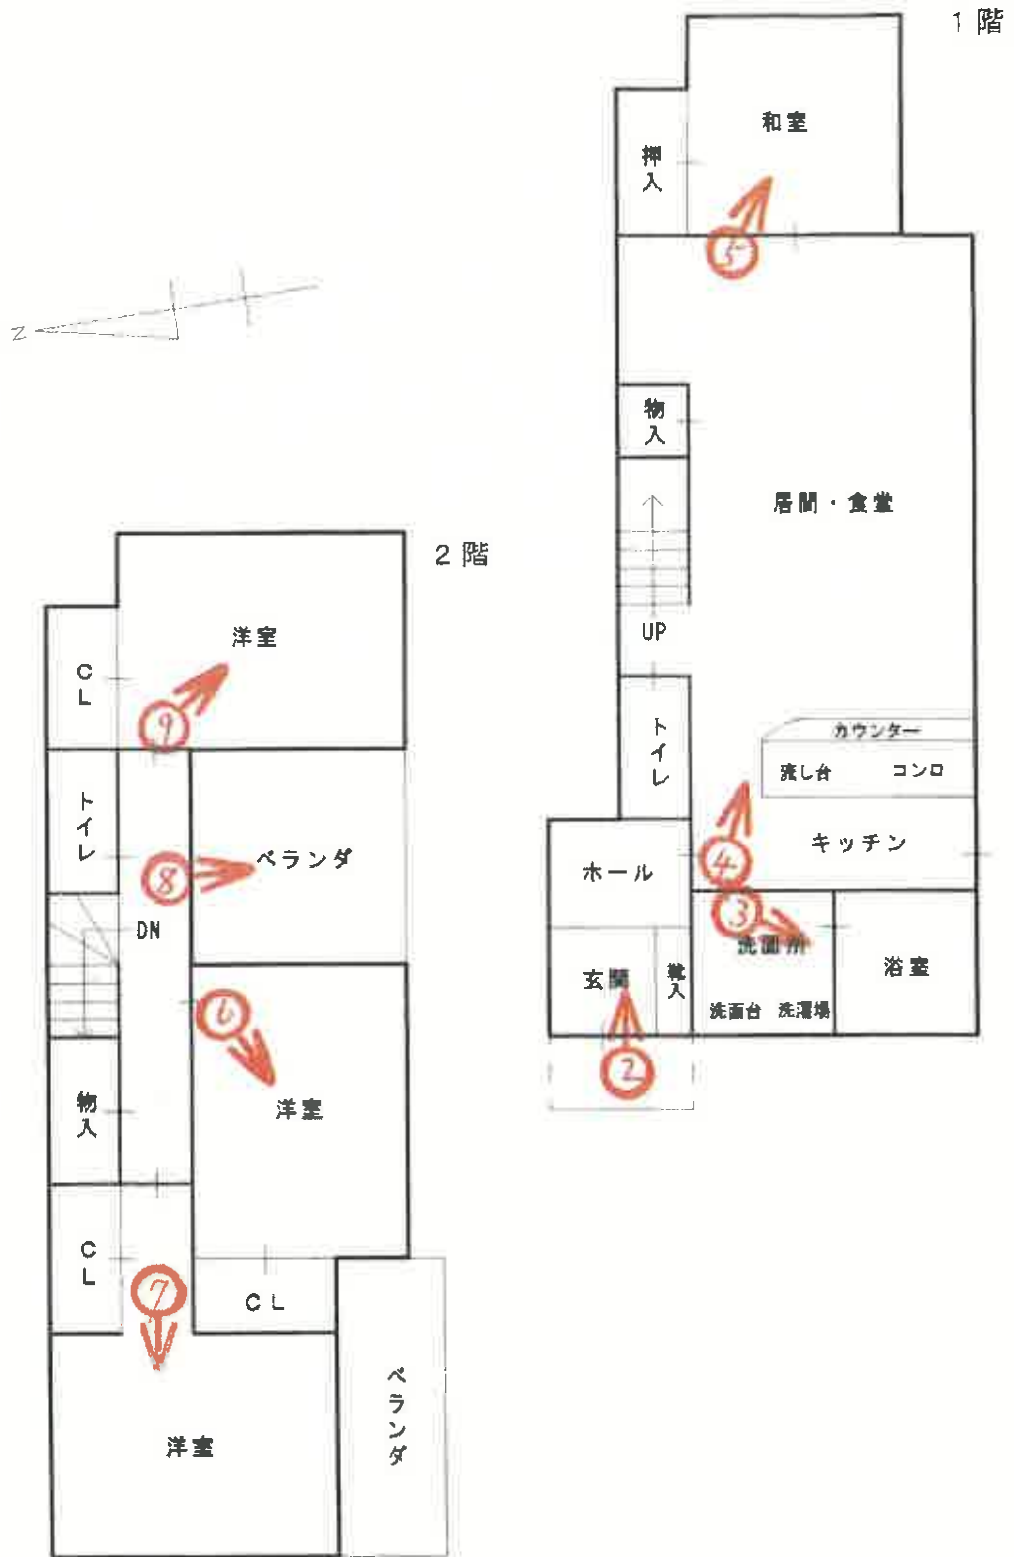 1階
和室
押入
⑤
物入
居間・食堂
UP
トイレ
カウンター
流し台 コンロ
キッチン
④
ホール
③
洗面所
浴室
玄関
靴入
洗面台 洗濯場
②
N
2階
洋室
CL
⑨
トイレ
ベランダ
⑧
DN
⑥
洋室
物入
CL
⑦
CL
ベランダ
洋室